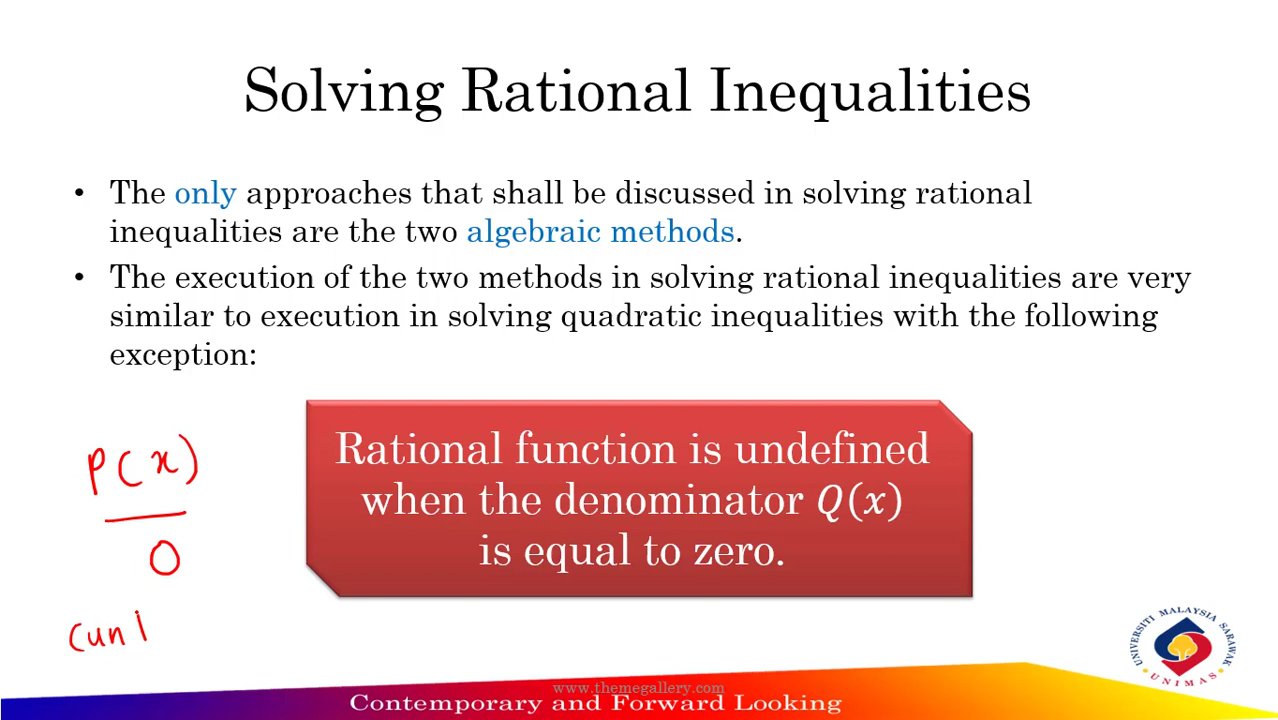 Solving Rational Inequalities
• The only approaches that shall be discussed in solving rational
inequalities are the two algebraic methods.
• The execution of the two methods in solving rational inequalities are very
similar to execution in solving quadratic inequalities with the following
exception:
P(x)
0
Rational function is undefined
when the denominator Q(x)
is equal to zero.
(un
UNIVERSITI MALAYSIA SARAWAK
UNIMAS
www.themegallery.com
Contemporary and Forward Looking